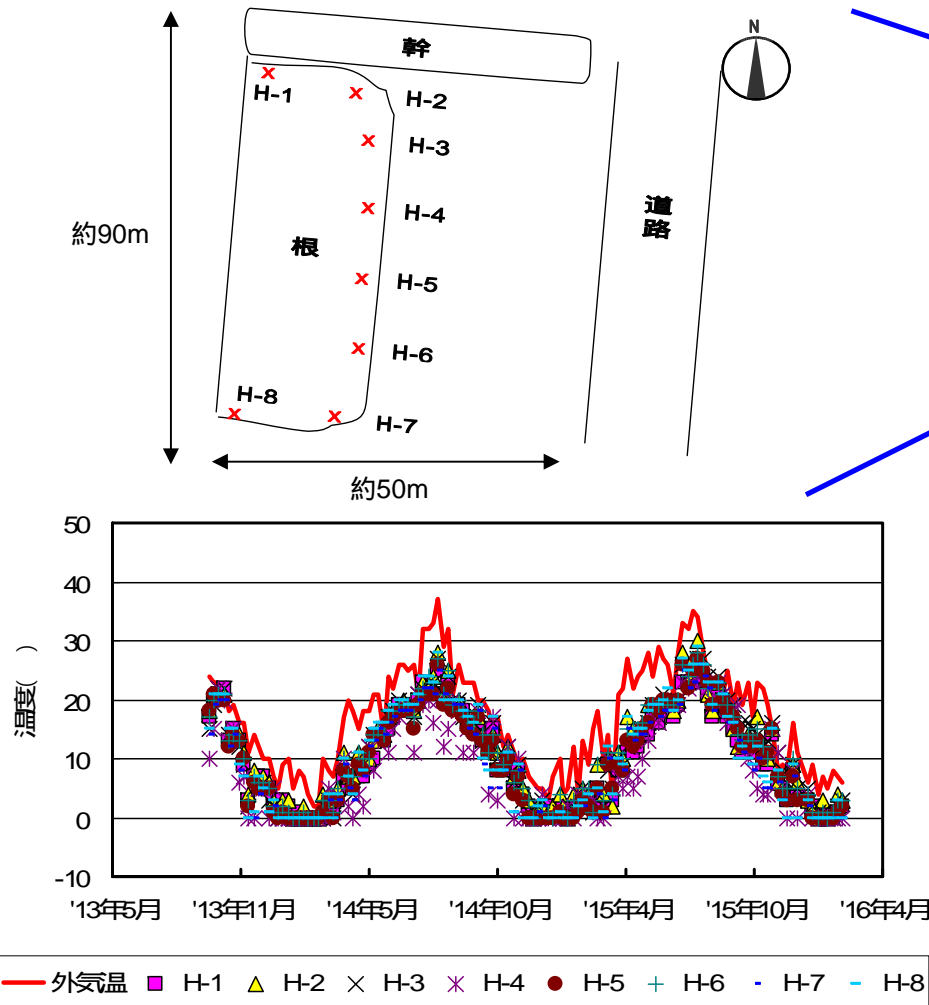 N
幹
H-1
H-2
H-3
道路
H-4
約90m
根
H-5
H-6
H-8
H-7
約50m
50
40
30
20
10
0
-10
温度( )
'13年5月 '13年11月 '14年5月 '14年10月 '15年4月 '15年10月 '16年4月
外気温 H-1 H-2 H-3 H-4 H-5 H-6 H-7 H-8